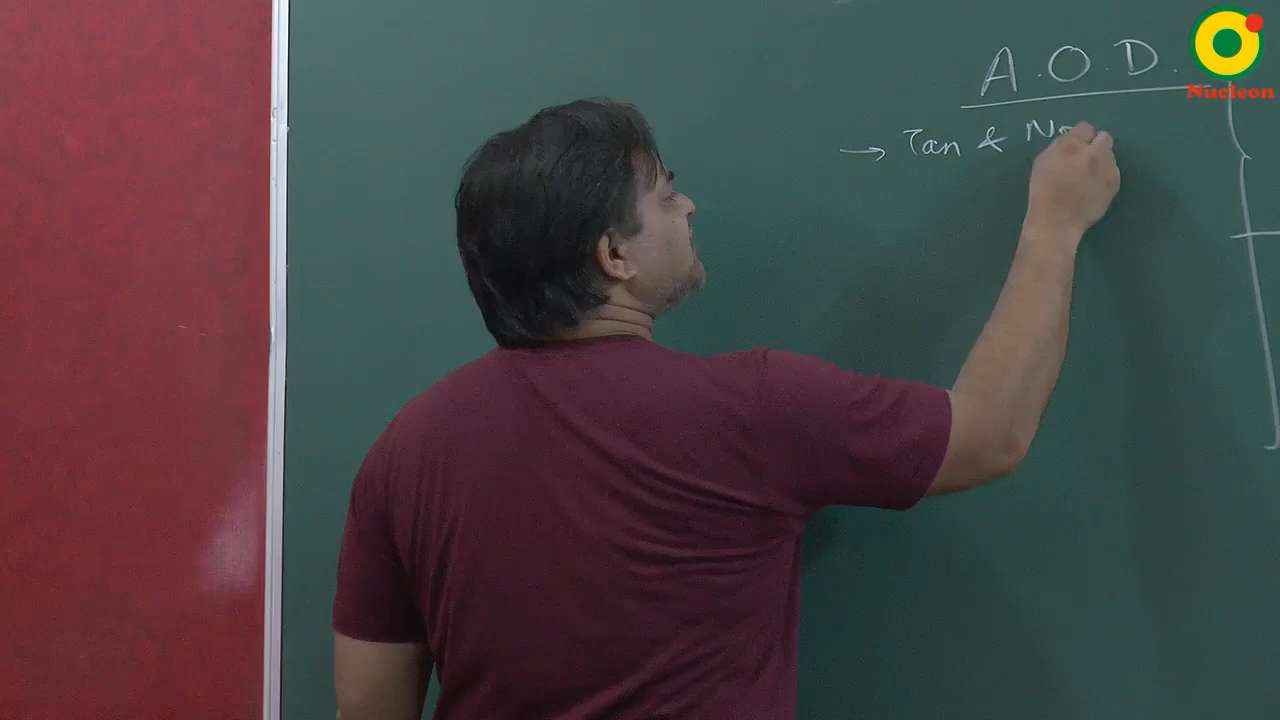 A.O.D.
Nucleon
→ Tan & No